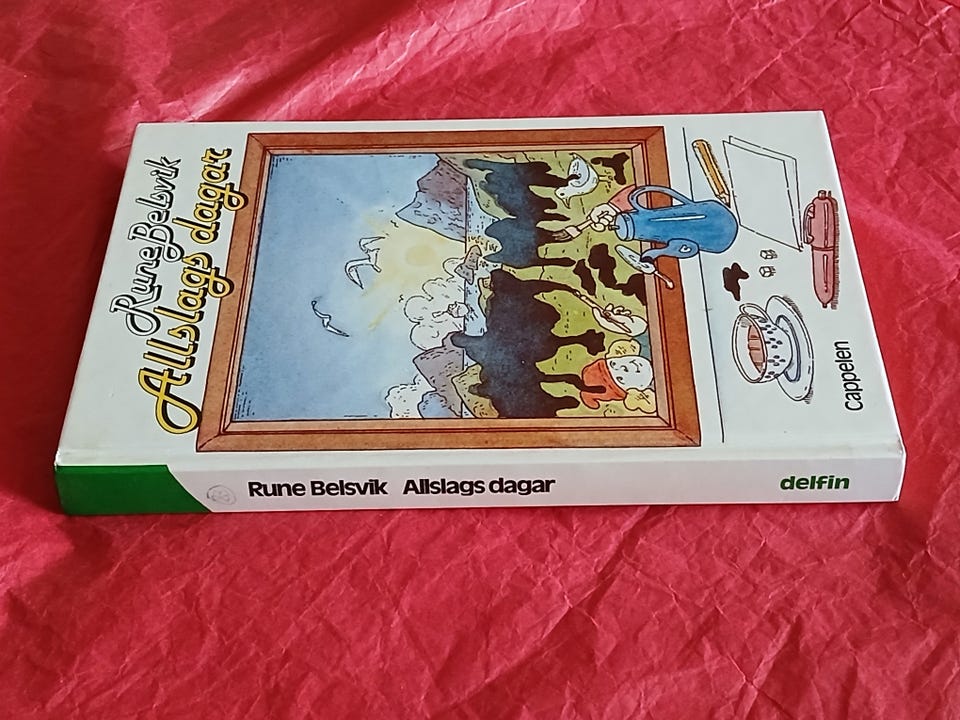 Rune Belsvik
Allslags dagar
cappelen
Rune Belsvik Allslags dagar
delfin